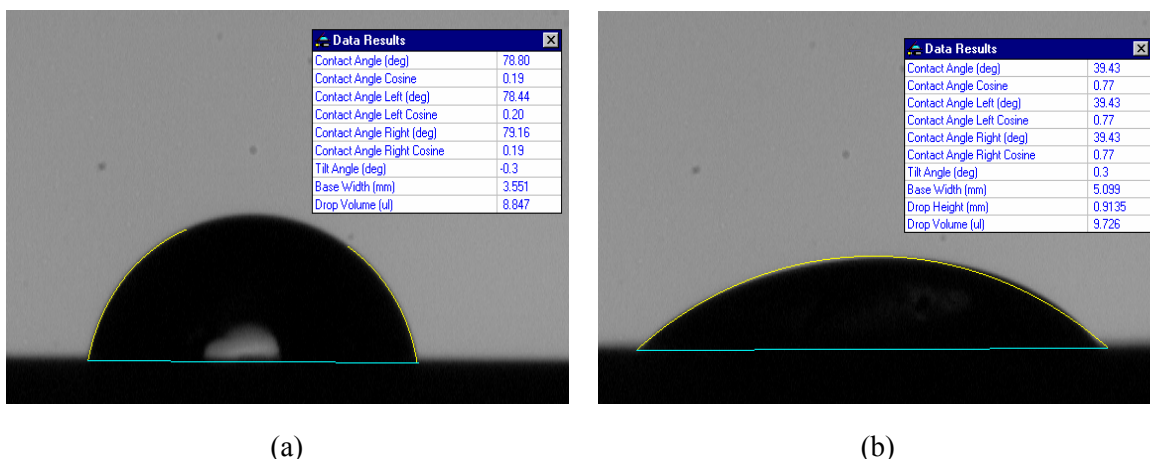 Data Results
Contact Angle (deg) 78.80
Contact Angle Cosine 0.19
Contact Angle Left (deg) 78.44
Contact Angle Left Cosine 0.20
Contact Angle Right (deg) 79.16
Contact Angle Right Cosine 0.19
Tilt Angle (deg) -0.3
Base Width (mm) 3.551
Drop Volume (ul) 8.847
(a)
Data Results
Contact Angle (deg) 39.43
Contact Angle Cosine 0.77
Contact Angle Left (deg) 39.43
Contact Angle Left Cosine 0.77
Contact Angle Right (deg) 39.43
Contact Angle Right Cosine 0.77
Tilt Angle (deg) 0.3
Base Width (mm) 5.099
Drop Height (mm) 0.9135
Drop Volume (ul) 9.726
(b)